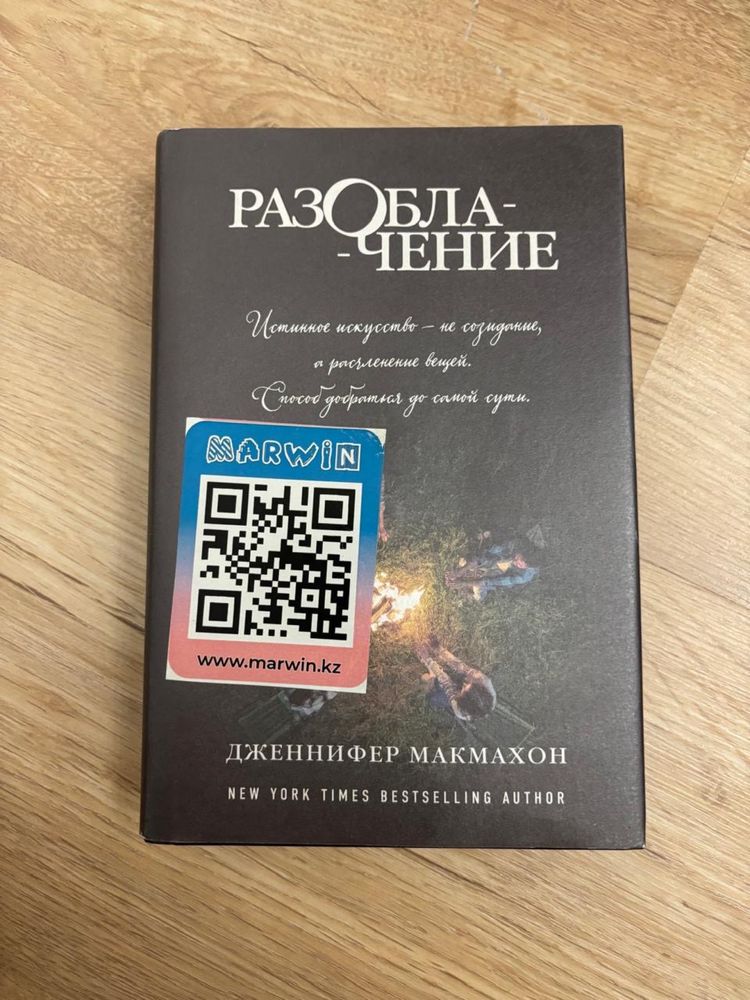 РАЗОБЛА-
-ЧЕНИЕ
Истинное искусство – не созидание,
а расчленение вещей.
Способ добраться до самой сути.
MARWIN
www.marwin.kz
ДЖЕННИФЕР МАКМАХОН
NEW YORK TIMES BESTSELLING AUTHOR